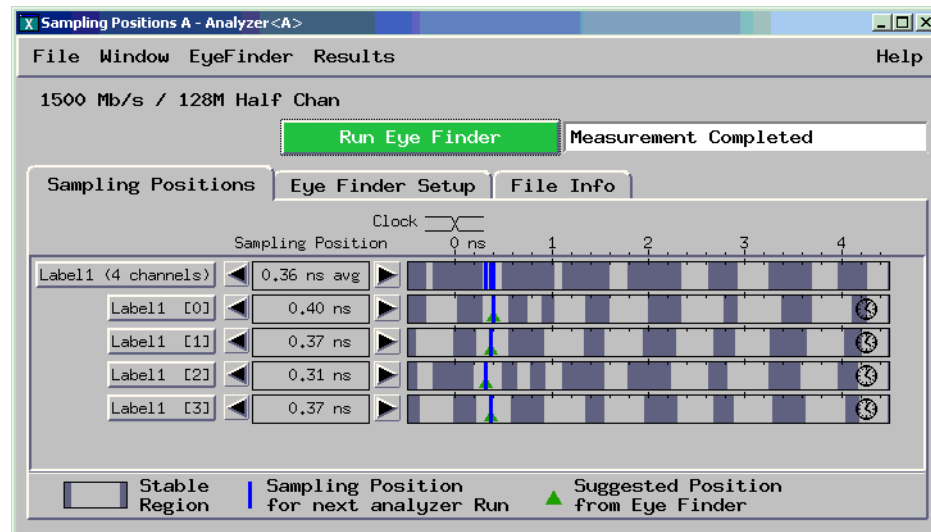 X Sampling Positions A - Analyzer<A>
File Window EyeFinder Results Help
1500 Mb/s / 128M Half Chan
Run Eye Finder Measurement Completed
Sampling Positions Eye Finder Setup File Info
Clock
Sampling Position 0 ns 1 2 3 4
Label1 (4 channels) 0.36 ns avg
Label1 [0] 0.40 ns
Label1 [1] 0.37 ns
Label1 [2] 0.31 ns
Label1 [3] 0.37 ns
Stable Sampling Position Suggested Position
Region for next analyzer Run from Eye Finder